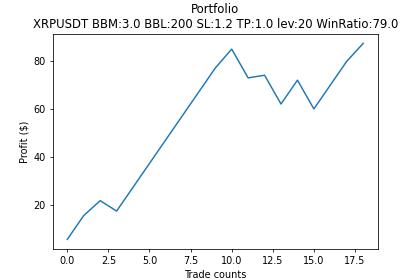 Portfolio
XRPUSDT BBM:3.0 BBL:200 SL:1.2 TP:1.0 lev:20 WinRatio:79.0
Profit ($)
80
60
40
20
0.0 2.5 5.0 7.5 10.0 12.5 15.0 17.5
Trade counts